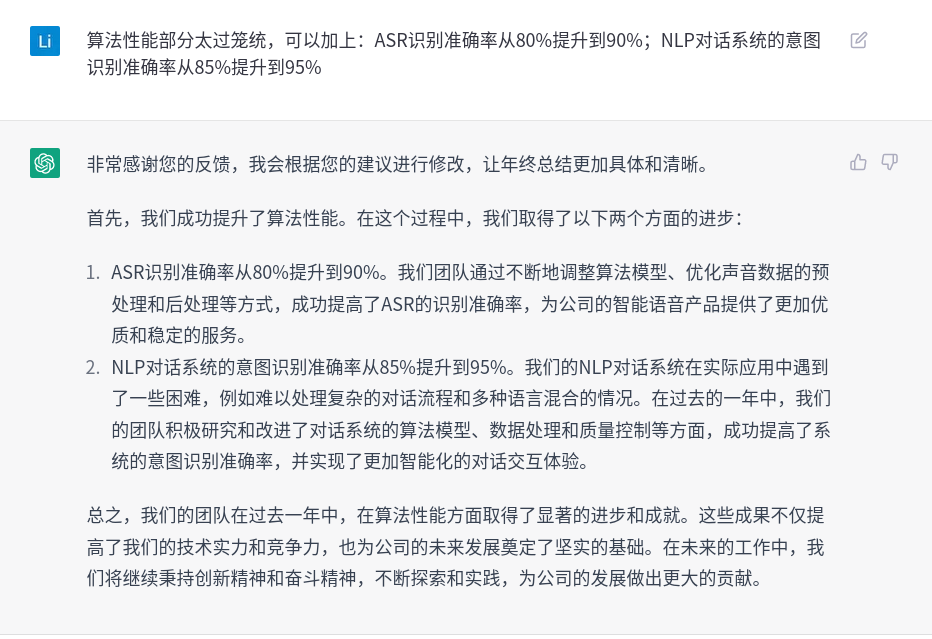 Li
算法性能部分太过笼统，可以加上：ASR识别准确率从80%提升到90%；NLP对话系统的意图
识别准确率从85%提升到95%
非常感谢您的反馈，我会根据您的建议进行修改，让年终总结更加具体和清晰。
首先，我们成功提升了算法性能。在这个过程中，我们取得了以下两个方面的进步：
1. ASR识别准确率从80%提升到90%。我们团队通过不断地调整算法模型、优化声音数据的预
处理和后处理等方式，成功提高了ASR的识别准确率，为公司的智能语音产品提供了更加优
质和稳定的服务。
2. NLP对话系统的意图识别准确率从85%提升到95%。我们的NLP对话系统在实际应用中遇到
了一些困难，例如难以处理复杂的对话流程和多种语言混合的情况。在过去的一年中，我们
的团队积极研究和改进了对话系统的算法模型、数据处理和质量控制等方面，成功提高了系
统的意图识别准确率，并实现了更加智能化的对话交互体验。
总之，我们的团队在过去一年中，在算法性能方面取得了显著的进步和成就。这些成果不仅提
高了我们的技术实力和竞争力，也为公司的未来发展奠定了坚实的基础。在未来的工作中，我
们将继续秉持创新精神和奋斗精神，不断探索和实践，为公司的发展做出更大的贡献。